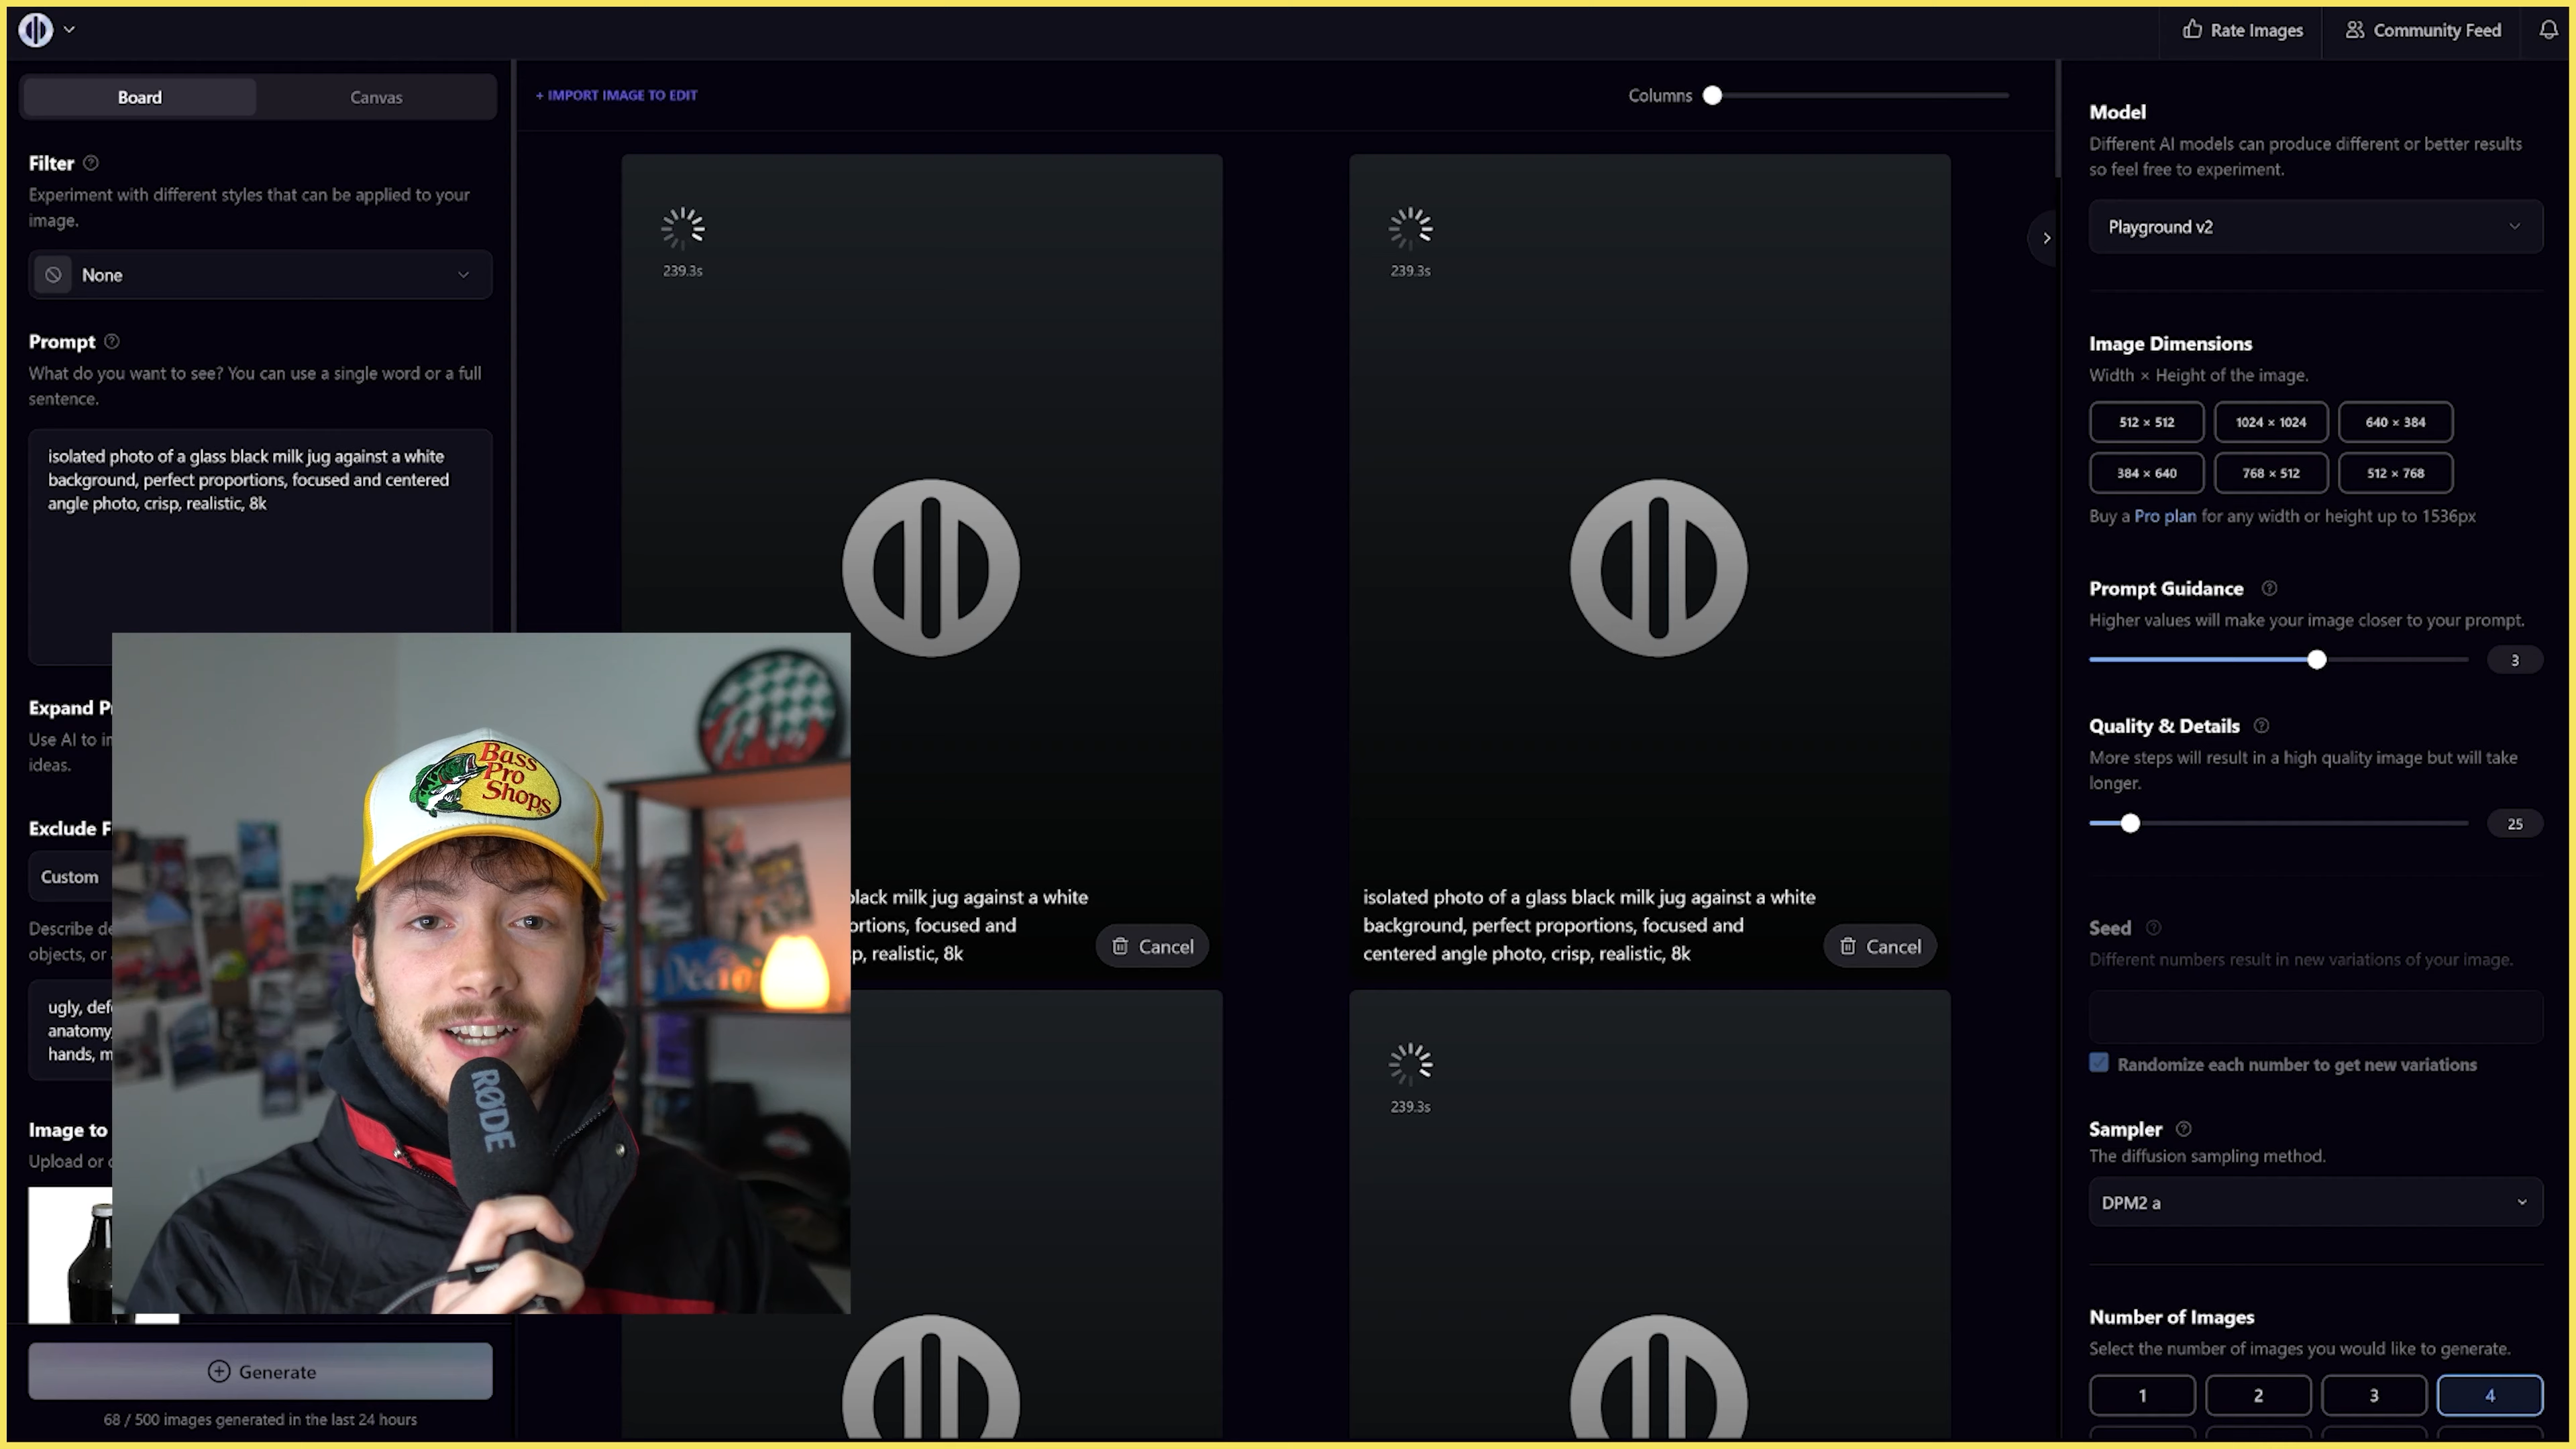 Rate Images
Community Feed
Board
Canvas
Filter
Experiment with different styles that can be applied to your
image.
None
Prompt
What do you want to see? You can use a single word or a full
sentence.
isolated photo of a glass black milk jug against a white
background, perfect proportions, focused and centered
angle photo, crisp, realistic, 8k
Expand
Use AI to
ideas.
Exclude
Custom
Describe
objects, or
ugly,
anatomy,
hands,
Image to
Upload or
Generate
68 / 500 images generated in the last 24 hours
Bass
Pro
Shops
RØDE
+ IMPORT IMAGE TO EDIT
Columns
239.3s
239.3s
black milk jug against a white
focused and
realistic, 8k
Cancel
isolated photo of a glass black milk jug against a white
background, perfect proportions, focused and
centered angle photo, crisp, realistic, 8k
Cancel
239.3s
Model
Different AI models can produce different or better results
so feel free to experiment.
Playground v2
Image Dimensions
Width × Height of the image.
512 × 512
1024 × 1024
640 × 384
384 × 640
768 × 512
512 × 768
Buy a Pro plan for any width or height up to 1536px
Prompt Guidance
Higher values will make your image closer to your prompt.
3
Quality & Details
More steps will result in a high quality image but will take
longer.
25
Seed
Different numbers result in new variations of your image.
Randomize each number to get new variations
Sampler
The diffusion sampling method.
DPM2 a
Number of Images
Select the number of images you would like to generate.
1
2
3
4